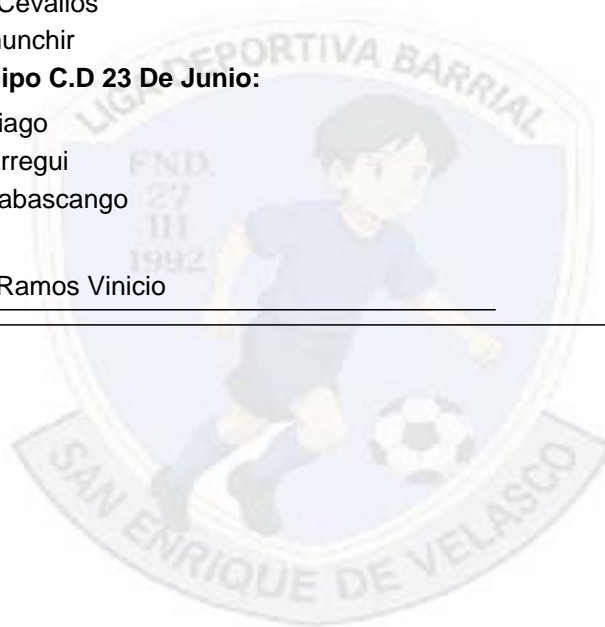 Cevallos
unchir
ipo C.D 23 De Junio:
iago
rregui
abascango
Ramos Vinicio
LIGA DEPORTIVA BARRIAL
FND.
27
III
1992
SAN ENRIQUE DE VELASCO